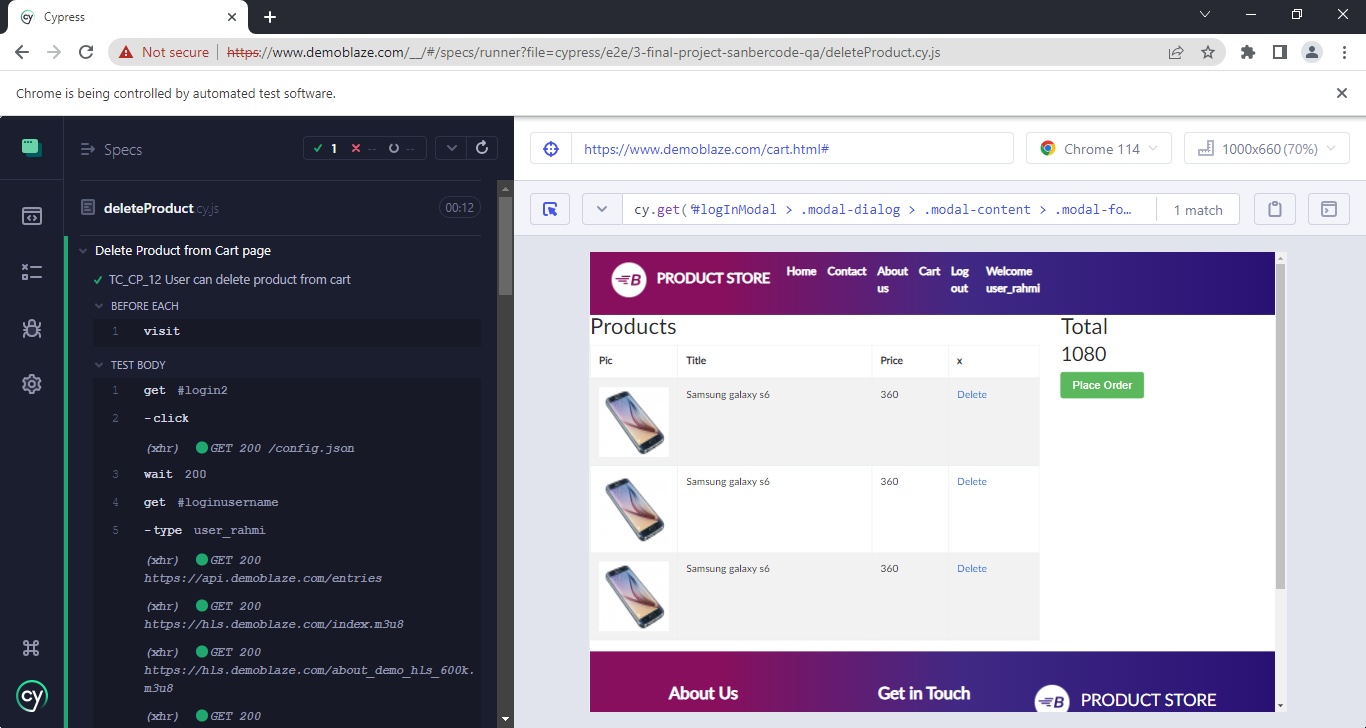 Cypress
Not secure https://www.demoblaze.com/__/#/specs/runner?file=cypress/e2e/3-final-project-sanbercode-qa/deleteProduct.cy.js
Chrome is being controlled by automated test software.
Specs
1 -- --
deleteProduct.cy.js 00:12
Delete Product from Cart page
TC_CP_12 User can delete product from cart
BEFORE EACH
1 visit
TEST BODY
1 get #login2
2 -click
(xhr) GET 200 /config.json
3 wait 200
4 get #loginusername
5 -type user_rahmi
(xhr) GET 200
https://api.demoblaze.com/entries
(xhr) GET 200
https://hls.demoblaze.com/index.m3u8
(xhr) GET 200
https://hls.demoblaze.com/about_demo_hls_600k.
m3u8
(xhr) GET 200
cy
https://www.demoblaze.com/cart.html#
Chrome 114
1000x660 (70%)
cy.get('#logInModal > .modal-dialog > .modal-content > .modal-fo...
1 match
PRODUCT STORE
Home Contact About us Cart Log out Welcome user_rahmi
Products
Pic Title Price x
Samsung galaxy s6 360 Delete
Samsung galaxy s6 360 Delete
Samsung galaxy s6 360 Delete
Total
1080
Place Order
About Us Get in Touch PRODUCT STORE